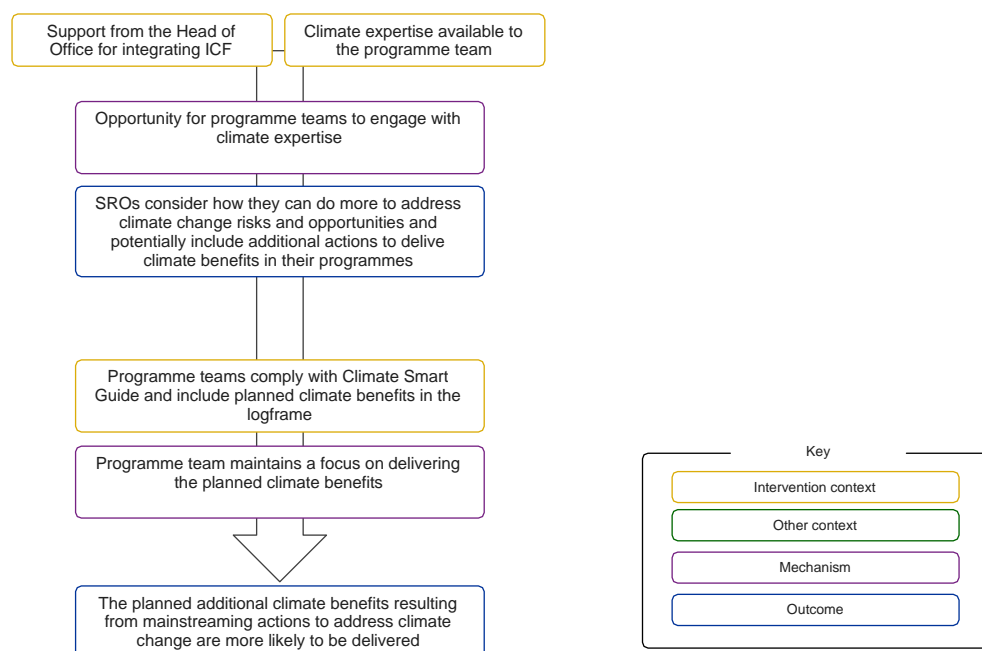 Support from the Head of
Office for integrating ICF
Climate expertise available to
the programme team
Opportunity for programme teams to engage with
climate expertise
SROs consider how they can do more to address
climate change risks and opportunities and
potentially include additional actions to delive
climate benefits in their programmes
Programme teams comply with Climate Smart
Guide and include planned climate benefits in the
logframe
Programme team maintains a focus on delivering
the planned climate benefits
The planned additional climate benefits resulting
from mainstreaming actions to address climate
change are more likely to be delivered
Key
Intervention context
Other context
Mechanism
Outcome